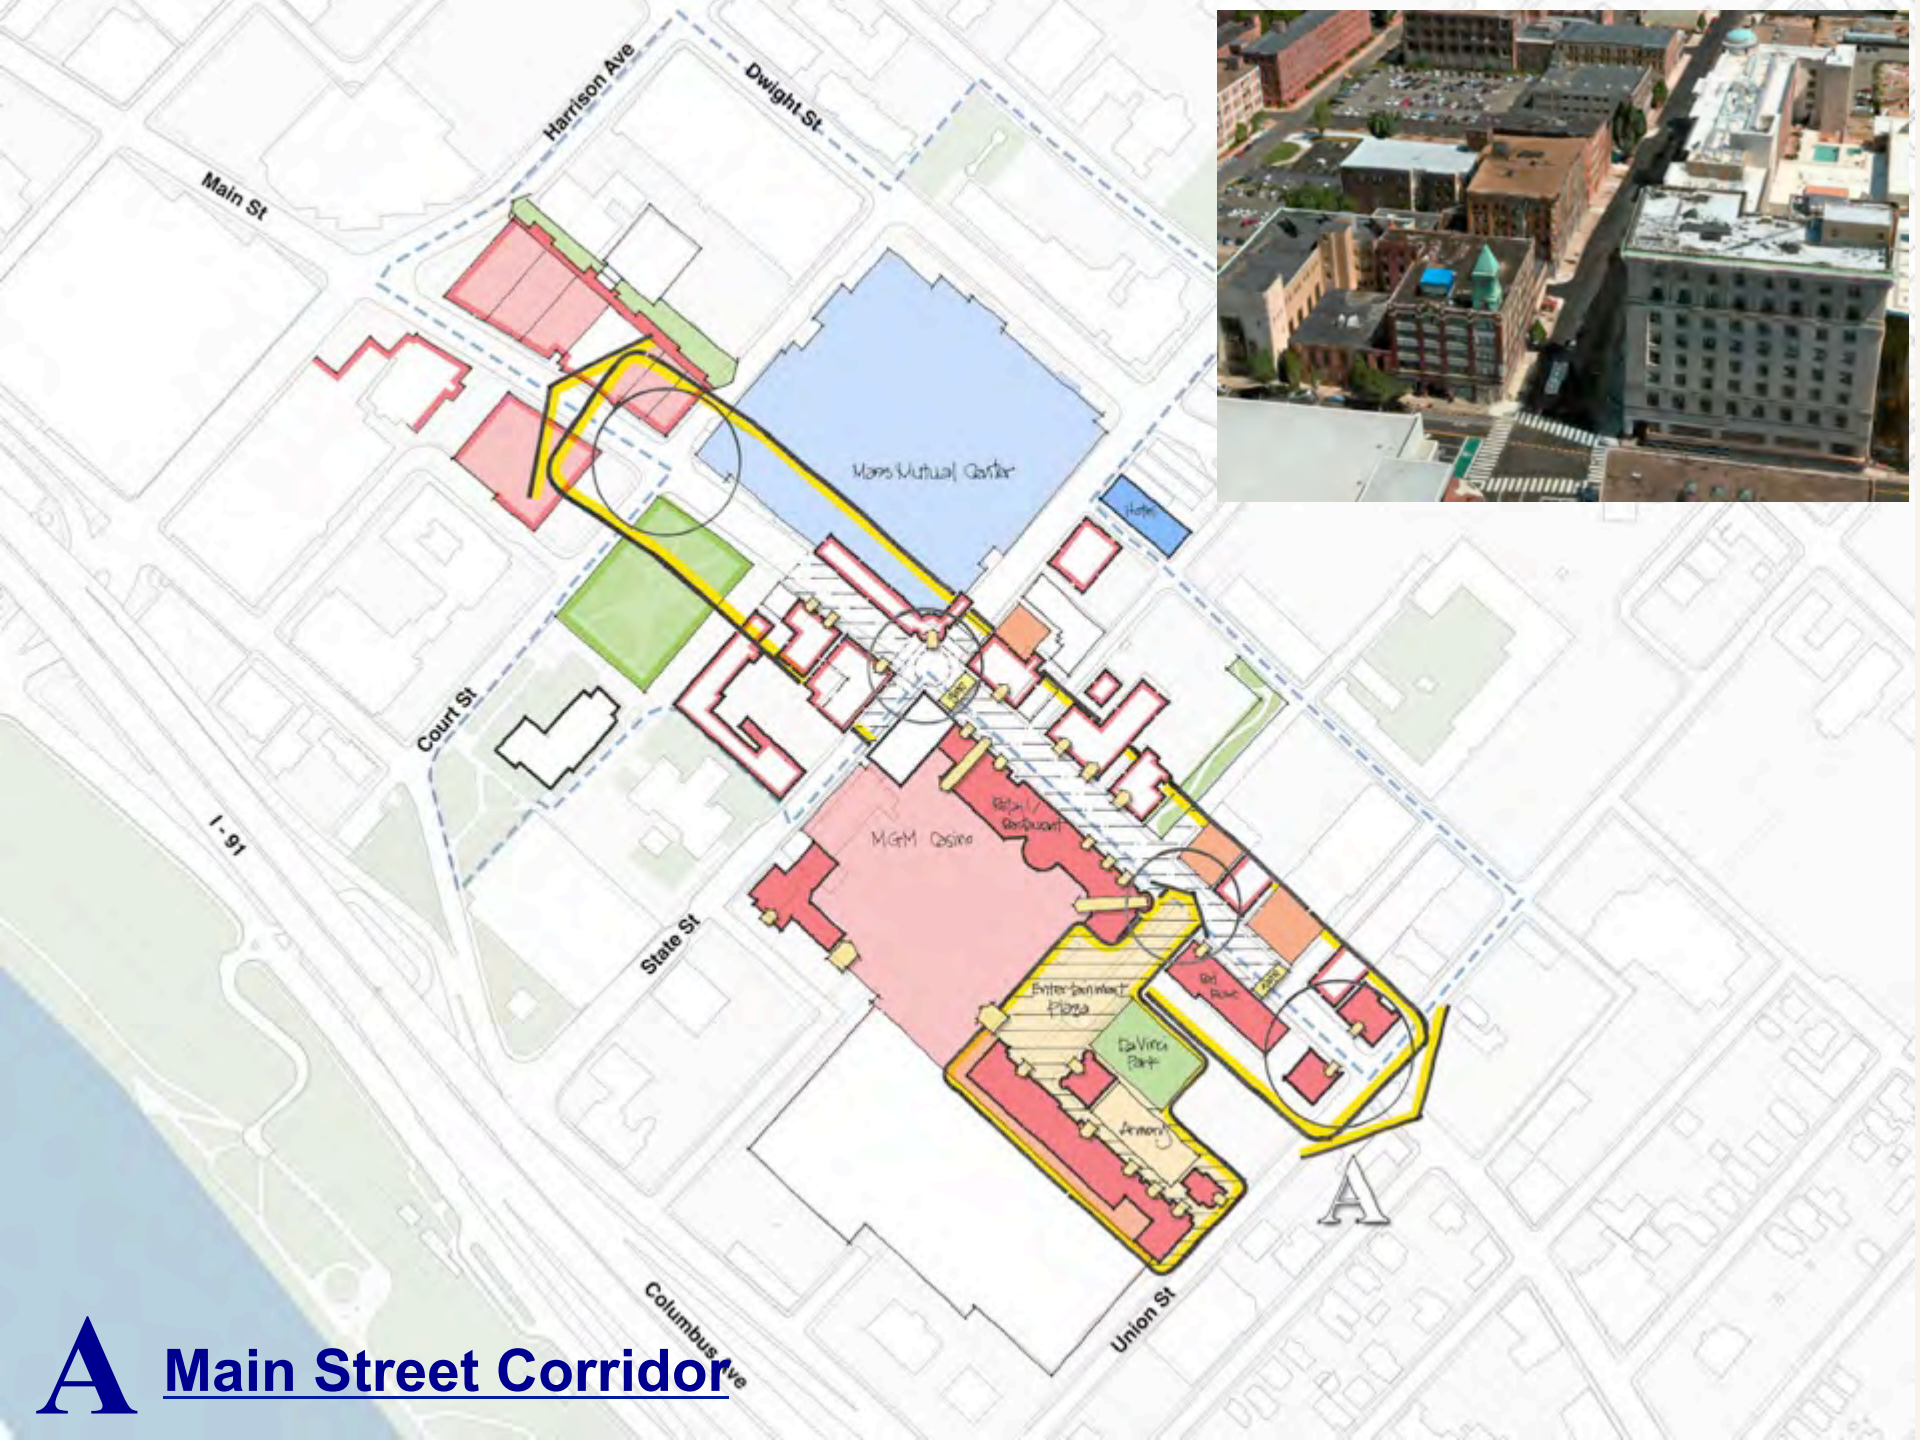 Harrison Ave
Dwight St
Main St
Mass Mutual Center
Hotel
Court St
I - 91
Retail/
Restaurant
MGM Casino
State St
Entertainment
Plaza
DaVinci
Park
Armory
A
Union St
Columbus Ave
A Main Street Corridor